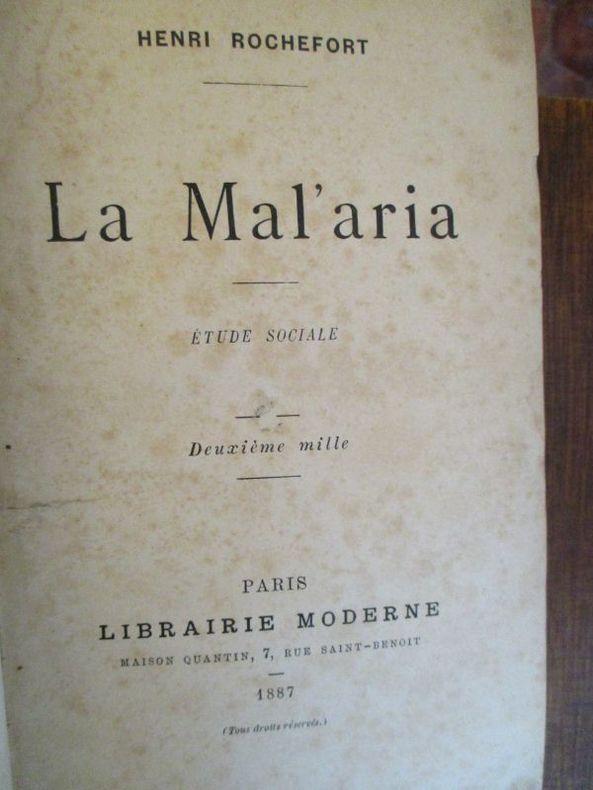 HENRI ROCHEFORT
La Mal'aria
ÉTUDE SOCIALE
Deuxième mille
PARIS
LIBRAIRIE MODERNE
MAISON QUANTIN, 7, RUE SAINT-BENOIT
1887
(Tous droits réservés.)